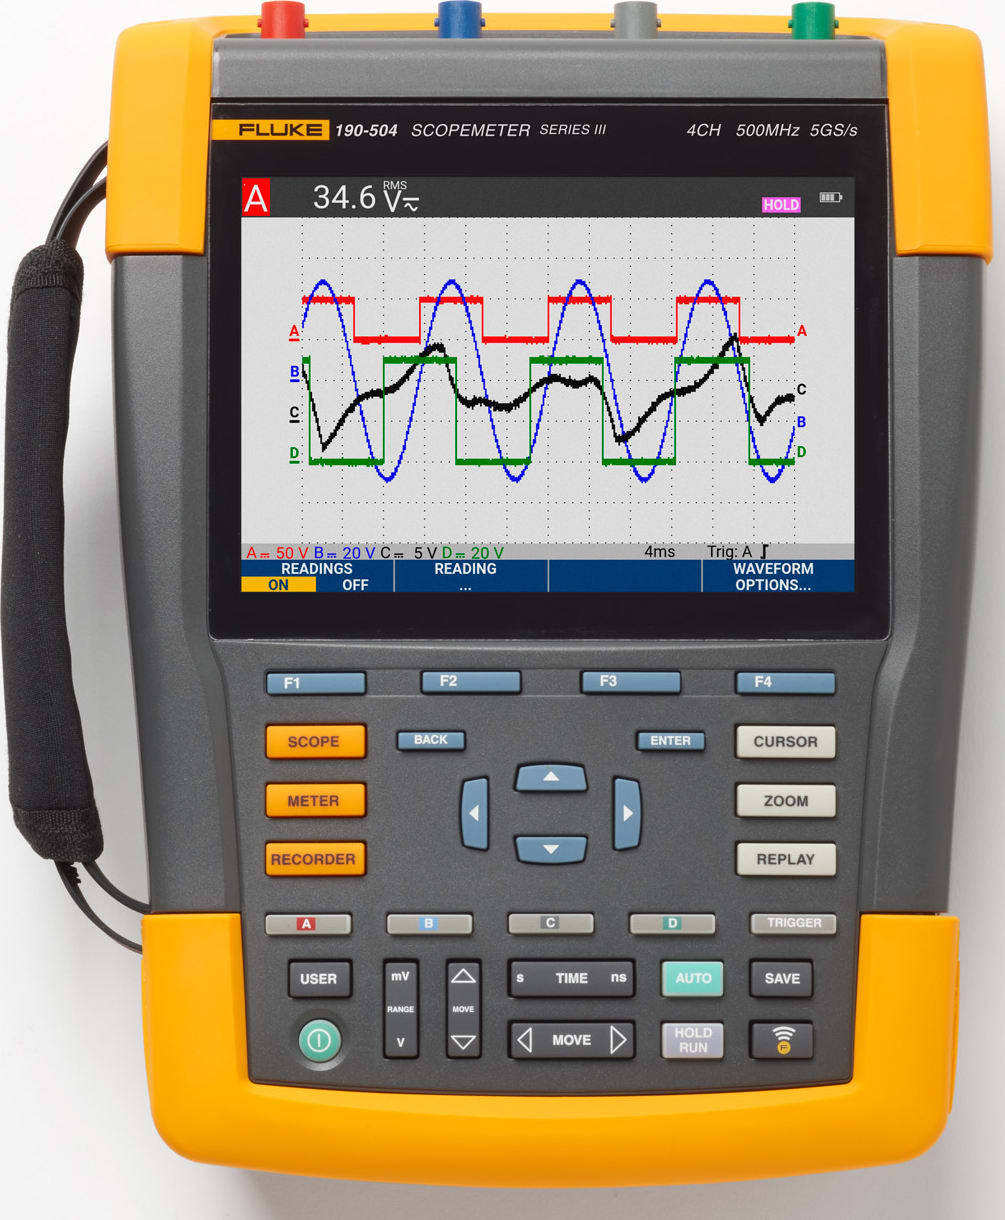 FLUKE 190-504 SCOPEMETER SERIES III 4CH 500MHz 5GS/s
A 34.6 V RMS
HOLD
A A
B
C C
B
D D
A 50 V B 20 V C 5 V D 20 V 4ms Trig: A
READINGS READING WAVEFORM
ON OFF ... OPTIONS...
F1 F2 F3 F4
SCOPE BACK ENTER CURSOR
METER ZOOM
RECORDER REPLAY
A B C D TRIGGER
USER mV s TIME ns AUTO SAVE
RANGE MOVE
V MOVE HOLD
RUN
F